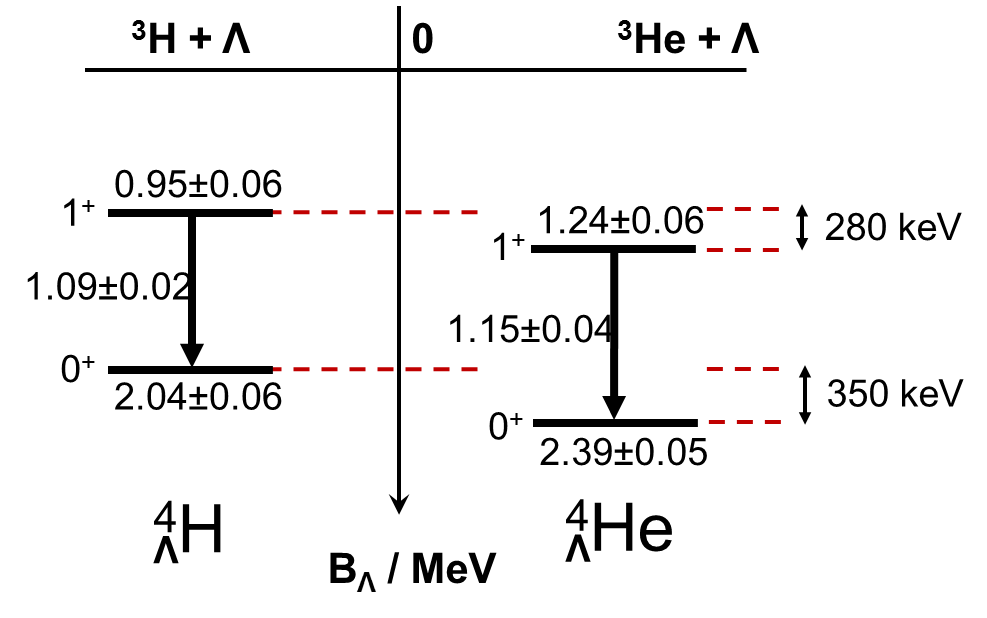 ³H + Λ
0
³He + Λ
0.95±0.06
1⁺
1.24±0.06
280 keV
1⁺
1.09±0.02
1.15±0.04
0⁺
2.04±0.06
350 keV
0⁺
2.39±0.05
⁴ΛH
⁴ΛHe
BΛ / MeV